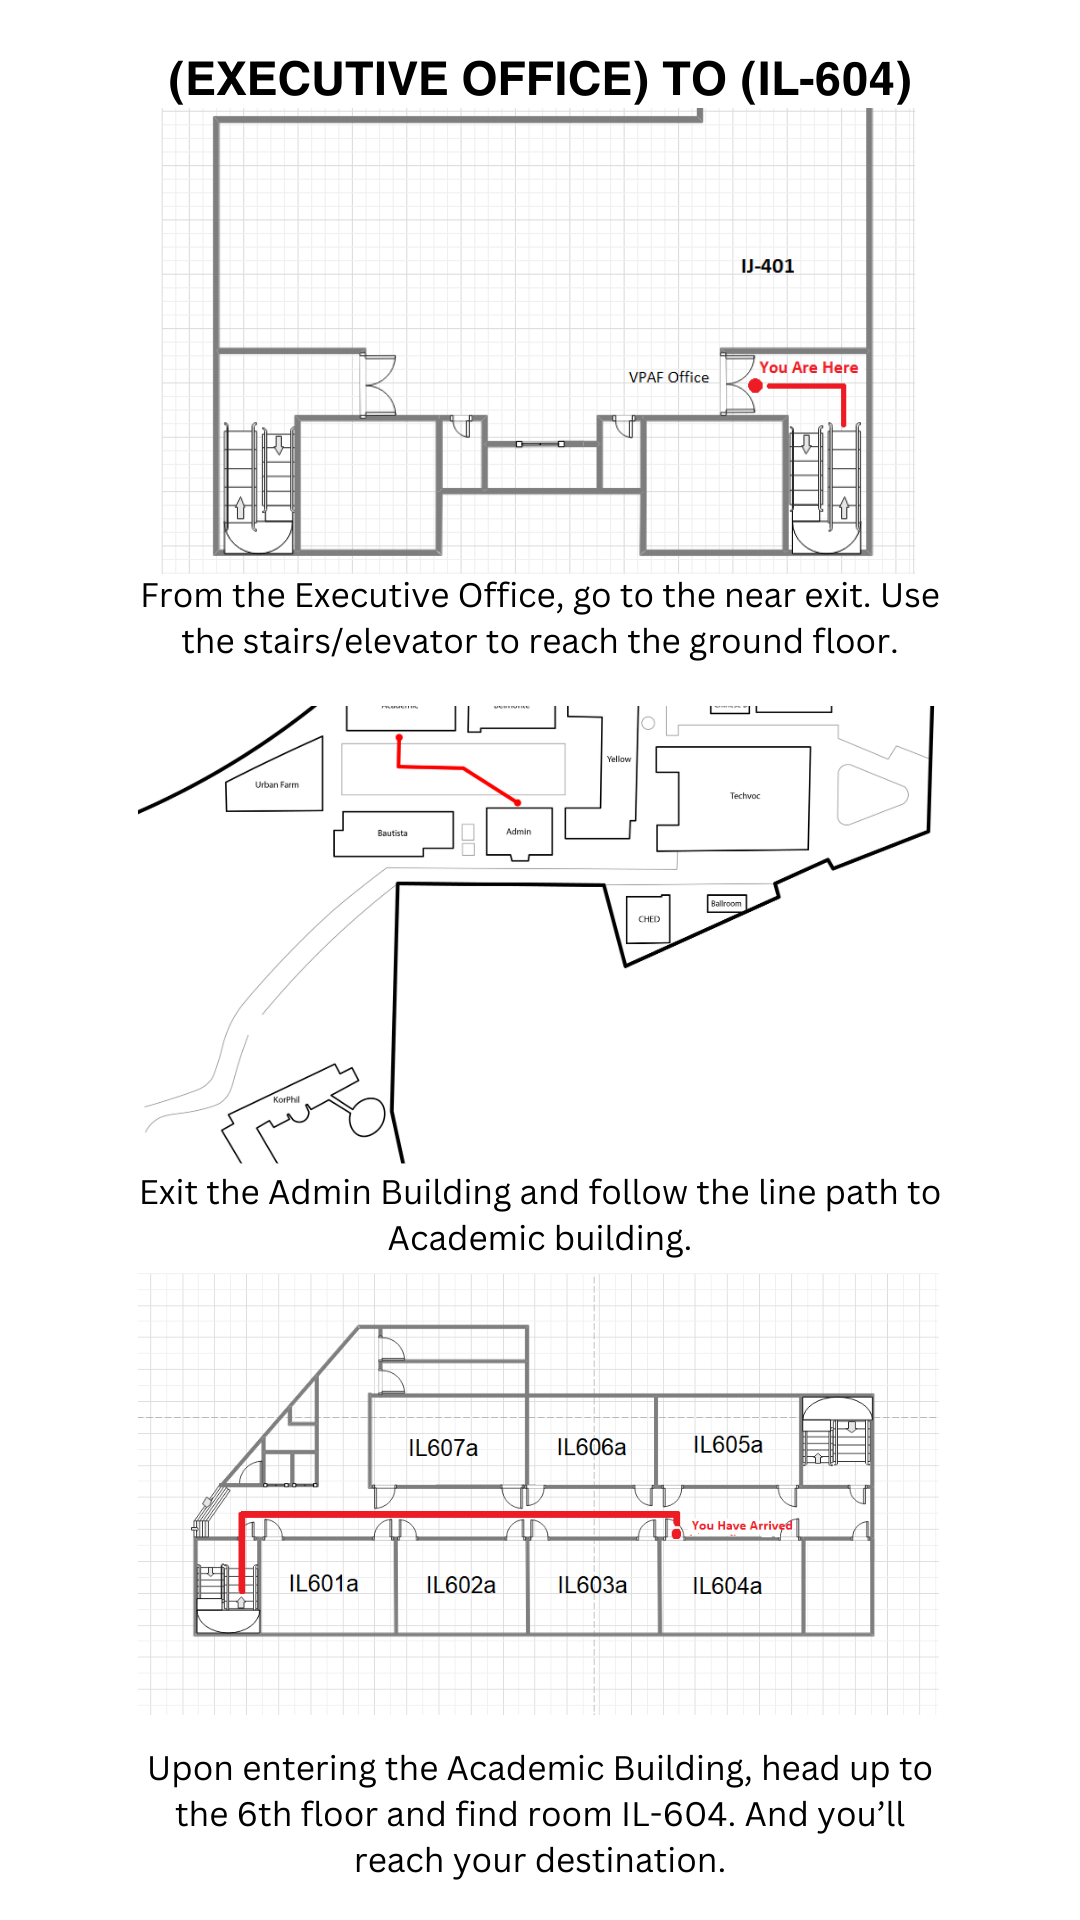 (EXECUTIVE OFFICE) TO (IL-604)
IJ-401
You Are Here
VPAF Office
From the Executive Office, go to the near exit. Use
the stairs/elevator to reach the ground floor.
Academic
Belmonte
Yellow
Urban Farm
Techvoc
Bautista
Admin
Ballroom
CHED
KorPhil
Exit the Admin Building and follow the line path to
Academic building.
IL607a
IL606a
IL605a
You Have Arrived
IL601a
IL602a
IL603a
IL604a
Upon entering the Academic Building, head up to
the 6th floor and find room IL-604. And you’ll
reach your destination.